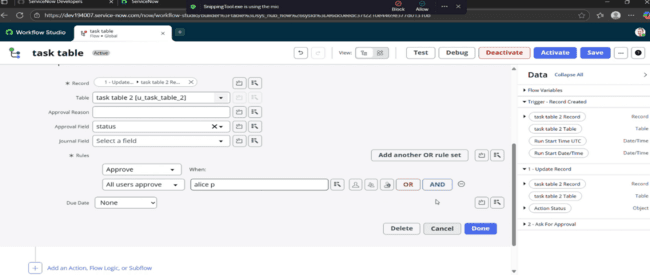 ServiceNow Developers
ServiceNow
SnippingTool.exe is using the mic
Block
Allow
Workflow Studio
task table
Flow
Global
task table
Active
View:
Test
Debug
Deactivate
Activate
Save
Record
1 - Update...
task table 2 Re...
Table
task table 2 [u_task_table_2]
Approval Reason
Approval Field
status
Journal Field
Select a field
Rules
Add another OR rule set
Approve
When:
All users approve
alice p
OR
AND
Due Date
None
Delete
Cancel
Done
Add an Action, Flow Logic, or Subflow
Data
Collapse All
Flow Variables
Trigger - Record Created
task table 2 Record
Record
task table 2 Table
Table
Run Start Time UTC
Date/Time
Run Start Date/Time
Date/Time
1 - Update Record
task table 2 Record
Record
task table 2 Table
Table
Action Status
Object
2 - Ask For Approval